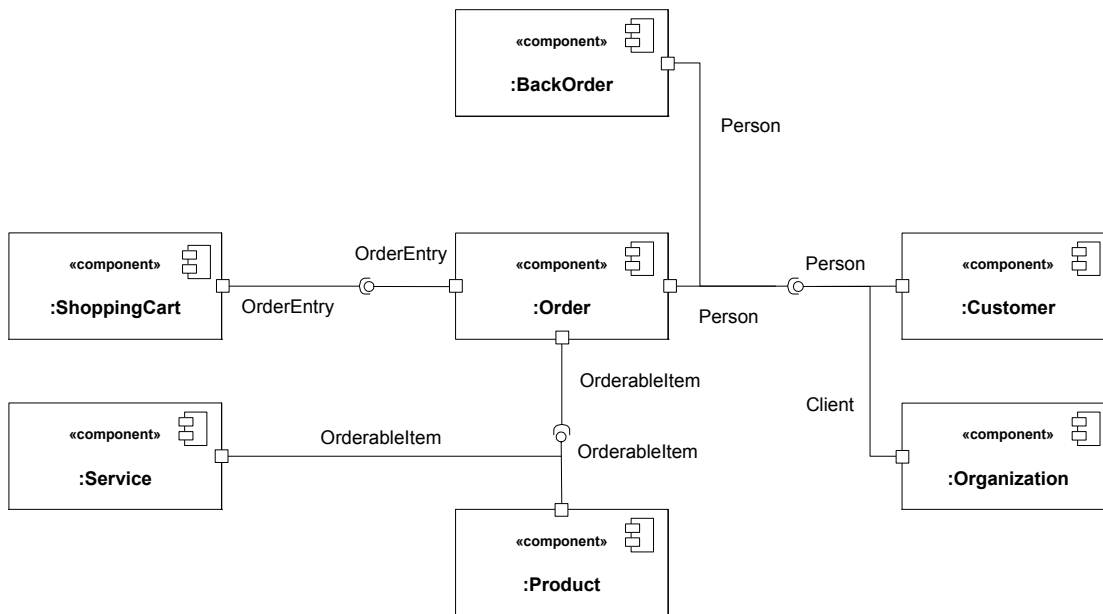 «component»
:BackOrder
Person
«component»
:ShoppingCart
OrderEntry
OrderEntry
«component»
:Order
Person
Person
«component»
:Customer
OrderableItem
Client
«component»
:Service
OrderableItem
OrderableItem
«component»
:Organization
«component»
:Product